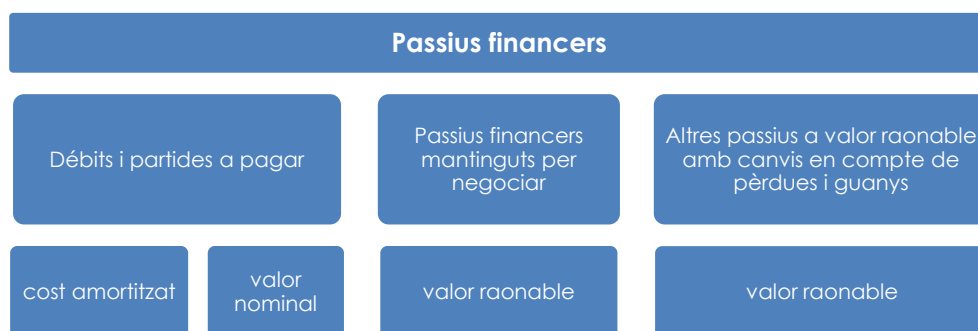 Passius financers
Débits i partides a pagar
Passius financers
mantinguts per
negociar
Altres passius a valor raonable
amb canvis en compte de
pèrdues i guanys
cost amortitzat
valor
nominal
valor raonable
valor raonable